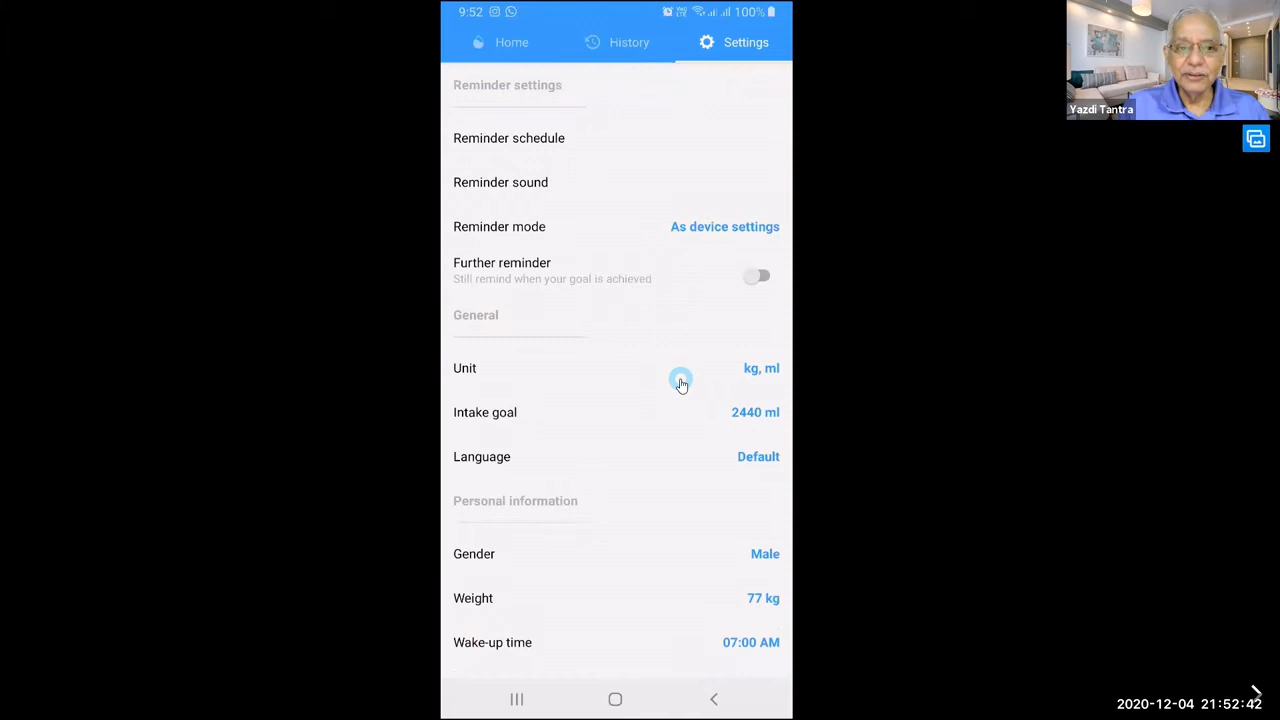 9:52 100%
Home History Settings
Reminder settings
Reminder schedule
Reminder sound
Reminder mode As device settings
Further reminder
Still remind when your goal is achieved
General
Unit kg, ml
Intake goal 2440 ml
Language Default
Personal information
Gender Male
Weight 77 kg
Wake-up time 07:00 AM
Yazdi Tantra
2020-12-04 21:52:42